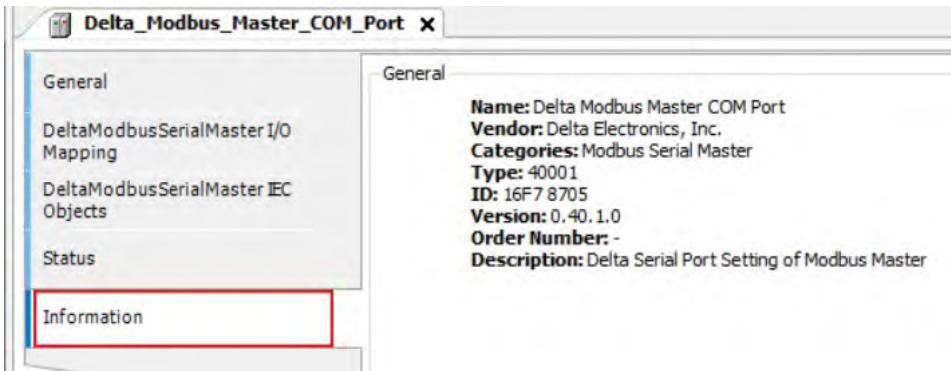 Delta_Modbus_Master_COM_Port X
General
DeltaModbusSerialMaster I/O
Mapping
DeltaModbusSerialMaster IEC
Objects
Status
Information
General
Name: Delta Modbus Master COM Port
Vendor: Delta Electronics, Inc.
Categories: Modbus Serial Master
Type: 40001
ID: 16F7 8705
Version: 0.40.1.0
Order Number: -
Description: Delta Serial Port Setting of Modbus Master